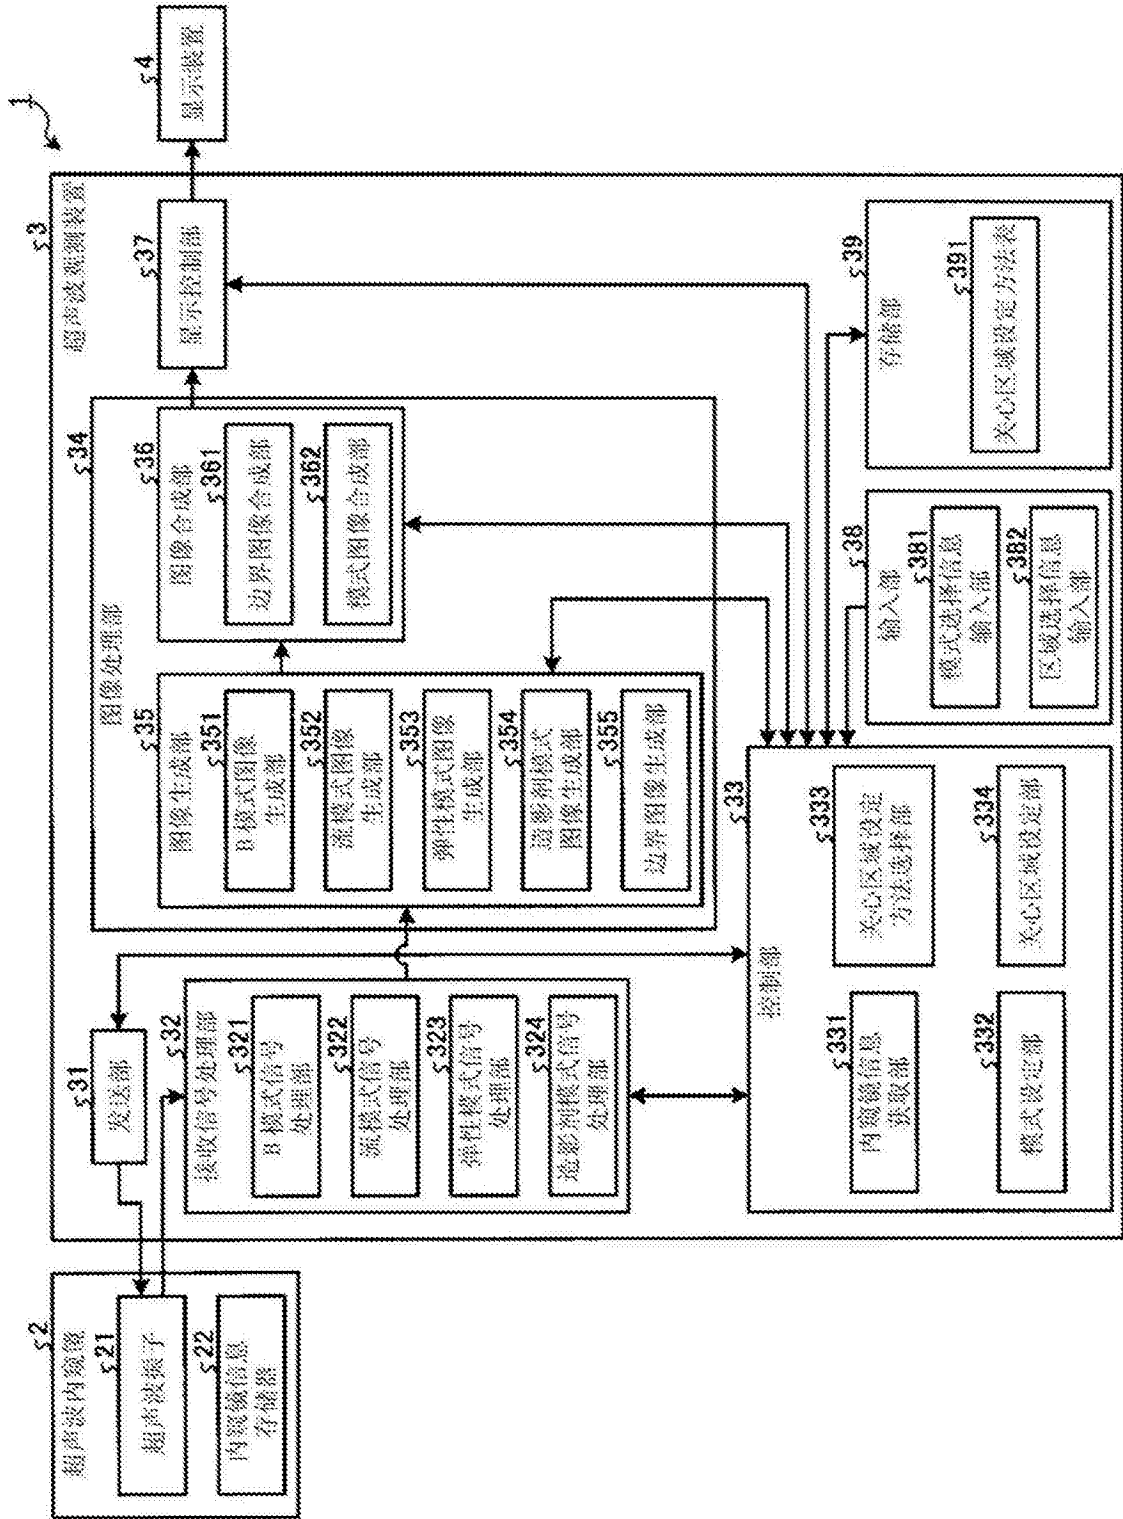 1
2
超声波内窥镜
21
超声波振子
22
内窥镜信息
存储器
3
超声波观测装置
31
发送部
32
接收信号处理部
321
B模式信号
处理部
322
流模式信号
处理部
323
弹性模式信号
处理部
324
造影剂模式信号
处理部
34
图像处理部
35
图像生成部
351
B模式图像
生成部
352
流模式图像
生成部
353
弹性模式图像
生成部
354
造影剂模式
图像生成部
355
边界图像生成部
36
图像合成部
361
边界图像合成部
362
模式图像合成部
37
显示控制部
4
显示装置
33
控制部
331
内窥镜信息
获取部
332
模式设定部
333
关心区域设定
方法选择部
334
关心区域设定部
38
输入部
381
模式选择信息
输入部
382
区域选择信息
输入部
39
存储部
391
关心区域设定方法表